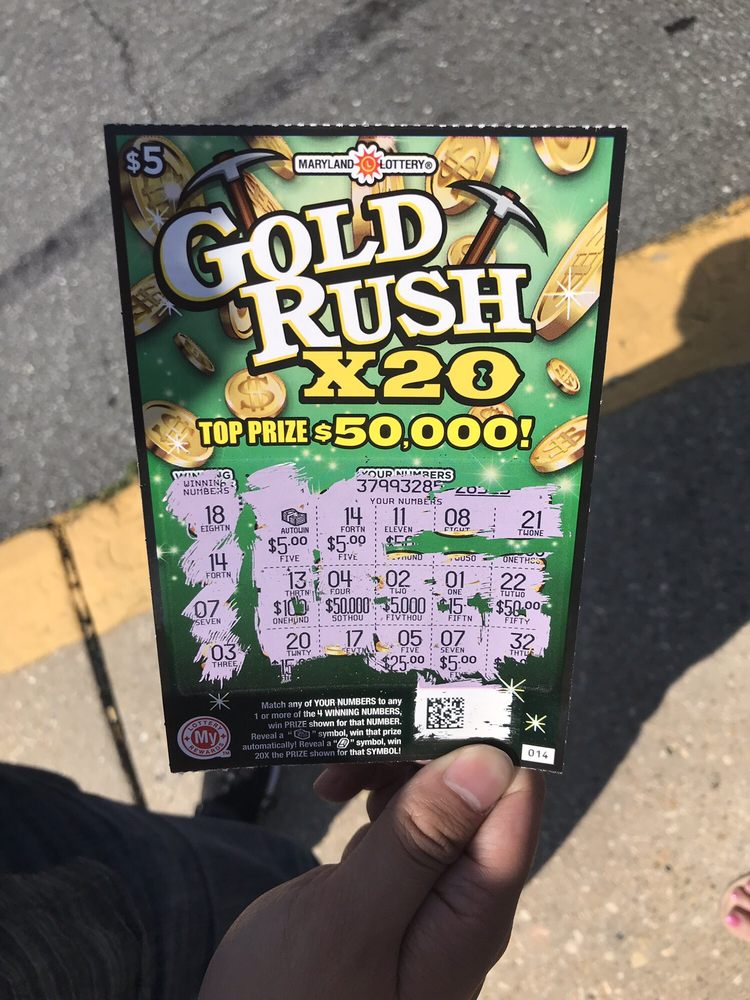 $5
MARYLAND LOTTERY®
GOLD
RUSH
X20
TOP PRIZE $50,000!
WINNING
NUMBERS
YOUR NUMBERS
37993285
YOUR NUMBERS
18 14 11 08 21
EIGHTN AUTOWIN FORTN ELEVEN EIGHT TWONE
$5.00 $5.00
FIVE FIVE
14 13 04 02 01 22
FORTN THRTN FOUR TWO ONE TWTWO
$100 $50,000 $5,000 $15 $50.00
ONEHUND 50THOU FIVTHOU FIFTN FIFTY
07 20 17 05 07 32
SEVEN TWNTY FIVE SEVEN
$25.00 $5.00
03
THREE
Match any of YOUR NUMBERS to any
1 or more of the 4 WINNING NUMBERS,
win PRIZE shown for that NUMBER.
Reveal a " " symbol, win that prize
automatically! Reveal a " " symbol, win
20X the PRIZE shown for that SYMBOL!
LOTTERY
My
REWARDS
014